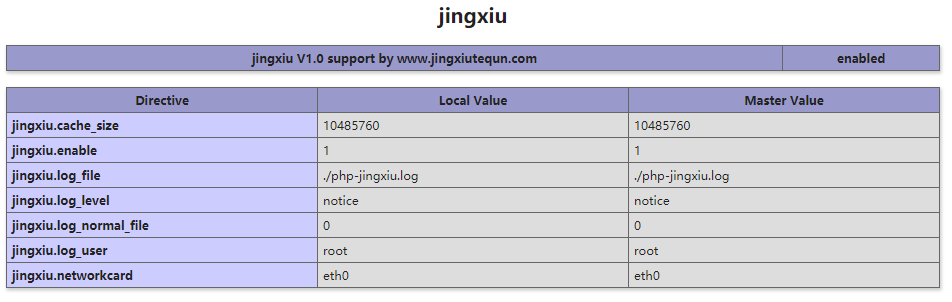 jingxiu
jingxiu V1.0 support by www.jingxiutequn.com enabled
Directive Local Value Master Value
jingxiu.cache_size 10485760 10485760
jingxiu.enable 1 1
jingxiu.log_file ./php-jingxiu.log ./php-jingxiu.log
jingxiu.log_level notice notice
jingxiu.log_normal_file 0 0
jingxiu.log_user root root
jingxiu.networkcard eth0 eth0